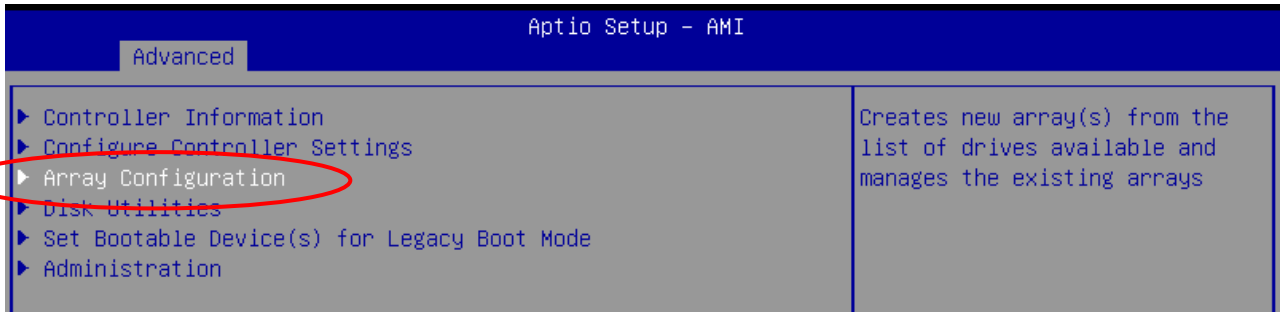 Aptio Setup – AMI
Advanced
▶ Controller Information
▶ Configure Controller Settings
▶ Array Configuration
▶ Disk Utilities
▶ Set Bootable Device(s) for Legacy Boot Mode
▶ Administration
Creates new array(s) from the
list of drives available and
manages the existing arrays